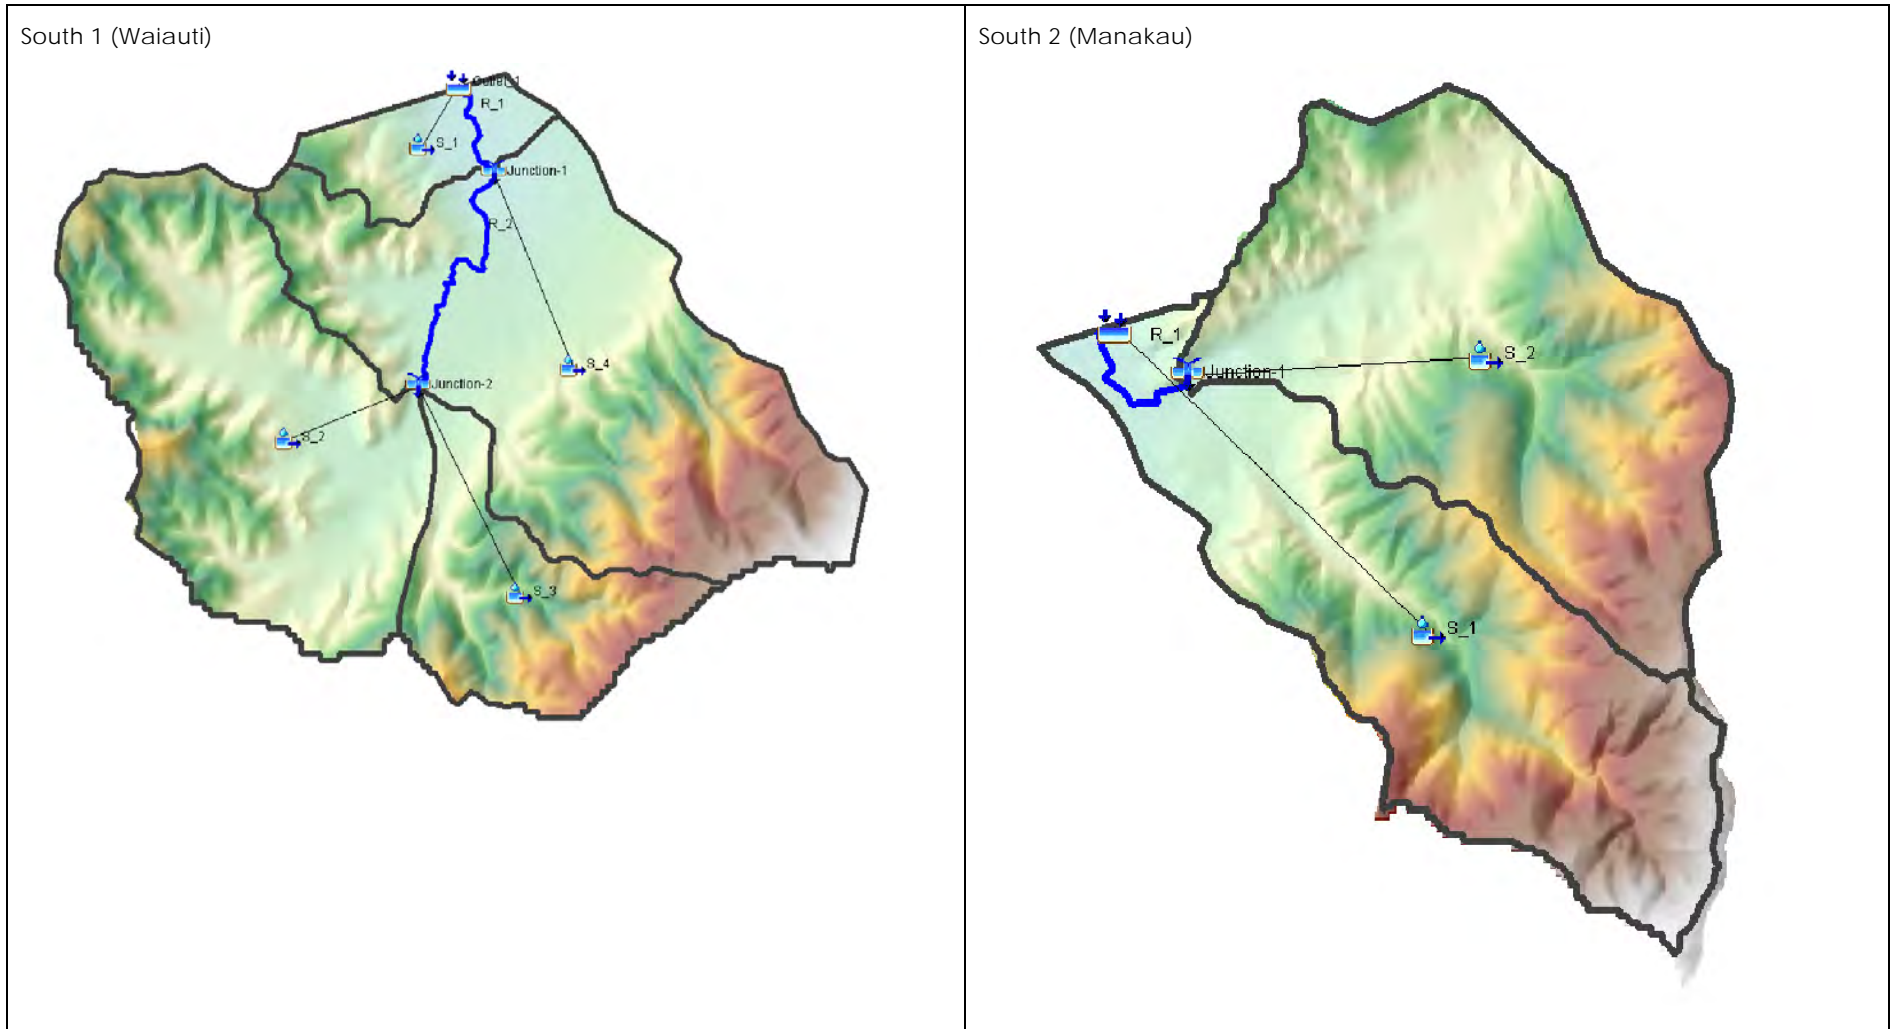 South 1 (Waiauti)
Outlet_1
R_1
S_1
Junction-1
R_2
S_4
Junction-2
S_2
S_3
South 2 (Manakau)
R_1
Junction-1
S_2
S_1